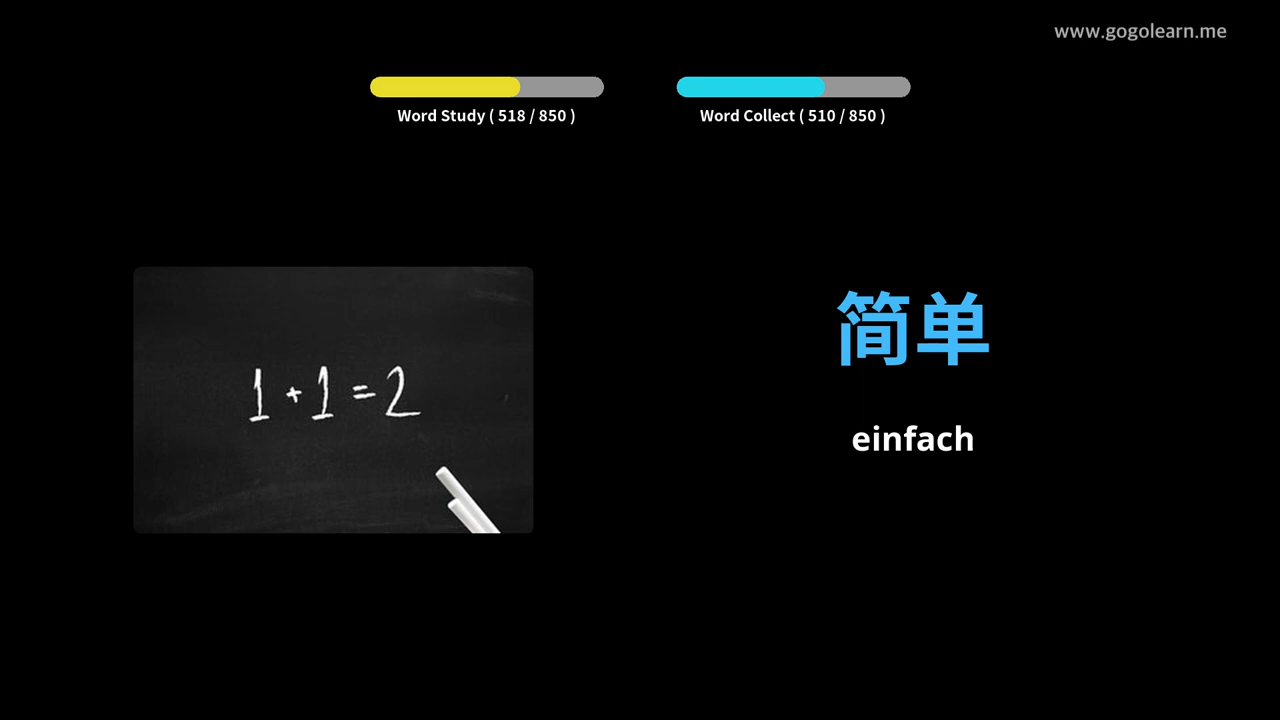 www.gogolearn.me
Word Study ( 518 / 850 )
Word Collect ( 510 / 850 )
1 + 1 = 2
简单
einfach